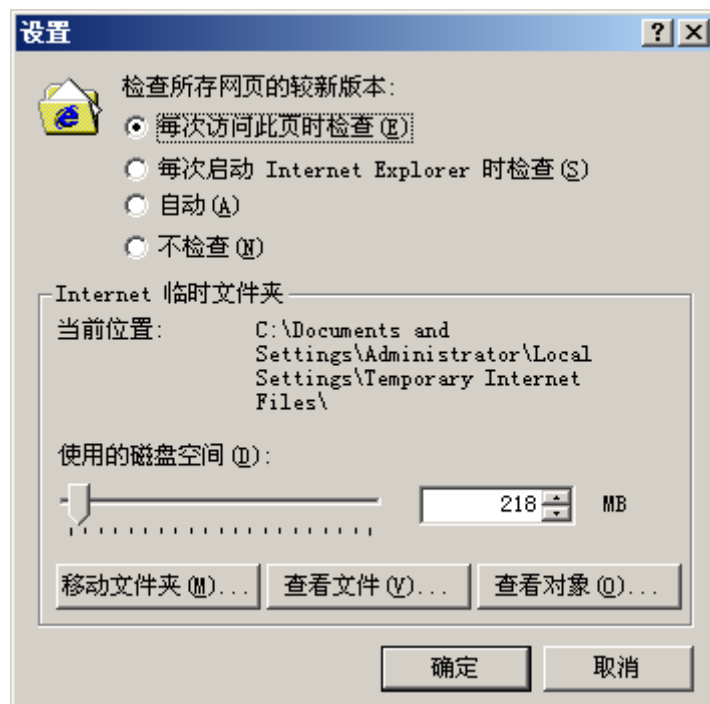 设置
检查所存网页的较新版本:
每次访问此页时检查(E)
每次启动 Internet Explorer 时检查(S)
自动(A)
不检查(N)
Internet 临时文件夹
当前位置: C:\Documents and
Settings\Administrator\Local
Settings\Temporary Internet
Files\
使用的磁盘空间(D):
218 MB
移动文件夹(M)... 查看文件(V)... 查看对象(O)...
确定 取消